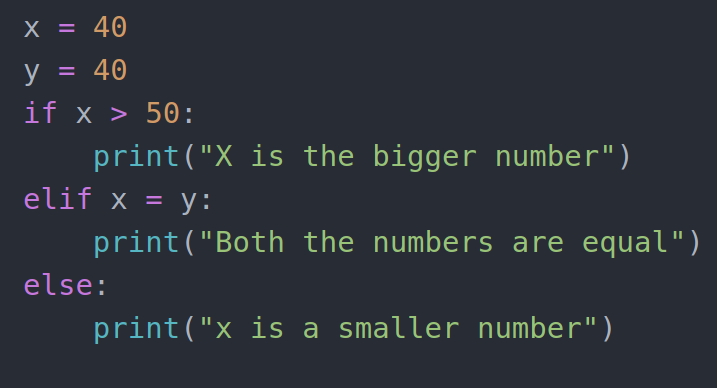 x = 40
y = 40
if x > 50:
    print("X is the bigger number")
elif x = y:
    print("Both the numbers are equal")
else:
    print("x is a smaller number")